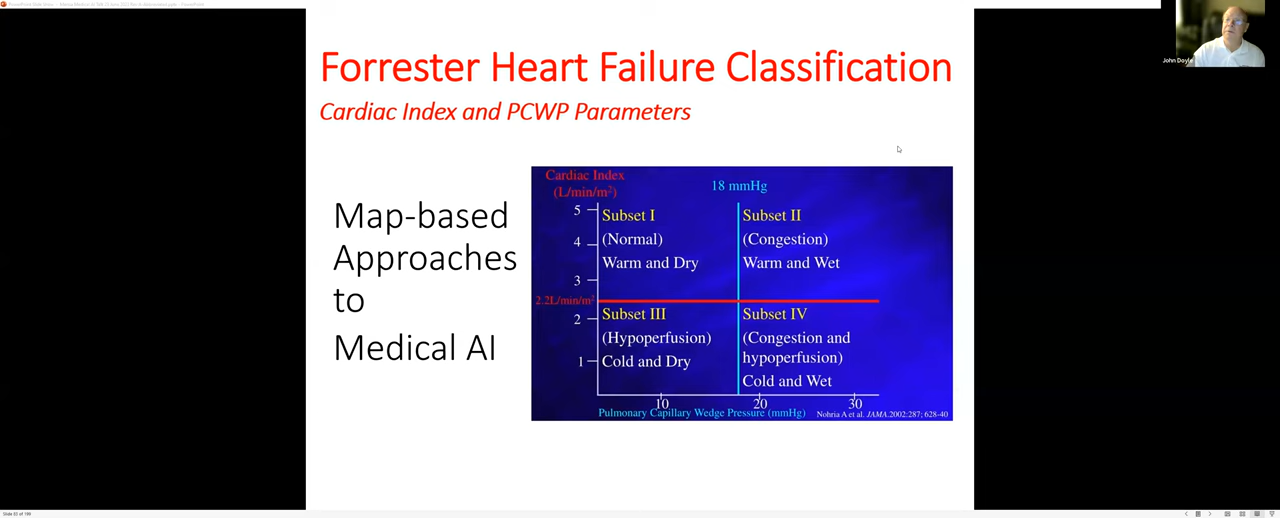 Forrester Heart Failure Classification
Cardiac Index and PCWP Parameters
John Doyle
Map-based
Approaches
to
Medical AI
Cardiac Index
(L/min/m²)
18 mmHg
5
4
3
2.2L/min/m²
2
1
Subset I
(Normal)
Warm and Dry
Subset II
(Congestion)
Warm and Wet
Subset III
(Hypoperfusion)
Cold and Dry
Subset IV
(Congestion and
hypoperfusion)
Cold and Wet
10 20 30
Pulmonary Capillary Wedge Pressure (mmHg)
Nohria A et al. JAMA.2002:287; 628-40